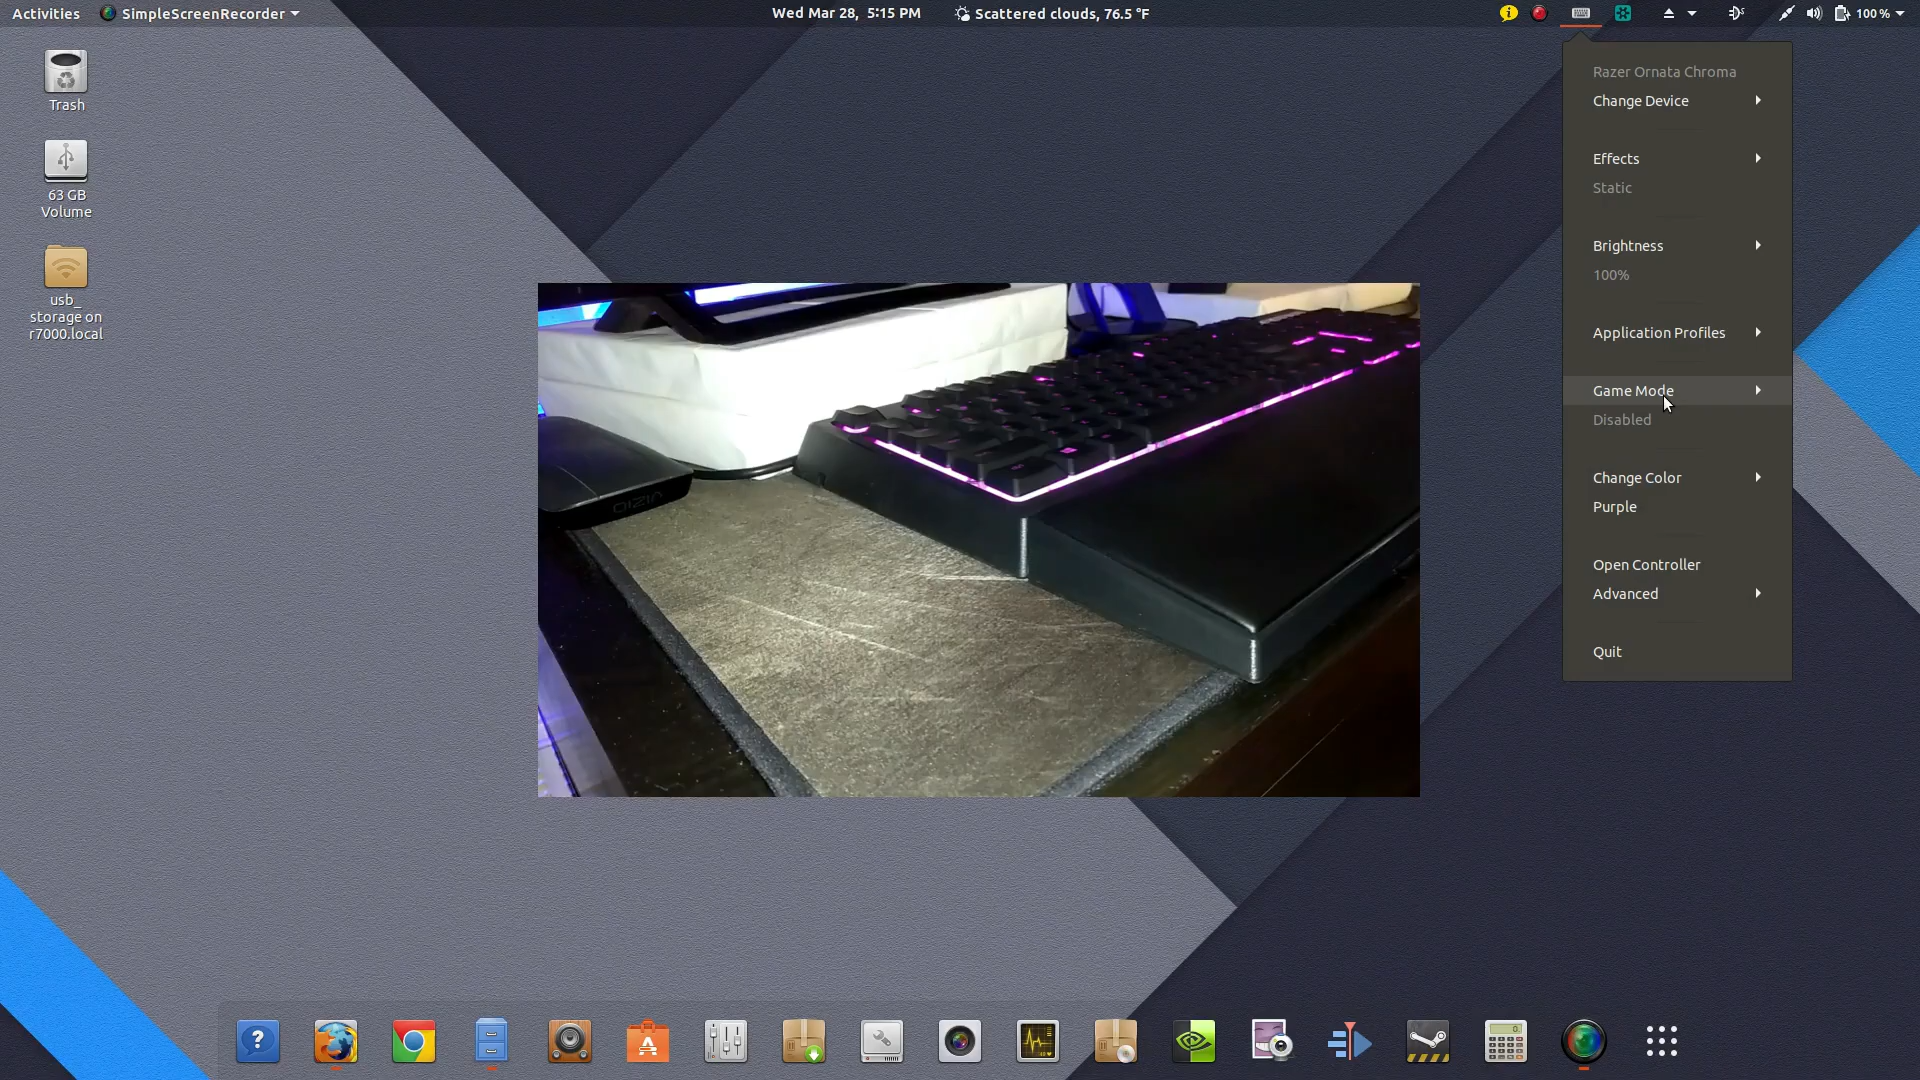 Activities
SimpleScreenRecorder
Wed Mar 28, 5:15 PM
Scattered clouds, 76.5 °F
100 %
Trash
63 GB
Volume
usb_
storage on
r7000.local
Razer Ornata Chroma
Change Device
Effects
Static
Brightness
100%
Application Profiles
Game Mode
Disabled
Change Color
Purple
Open Controller
Advanced
Quit
VIZIO